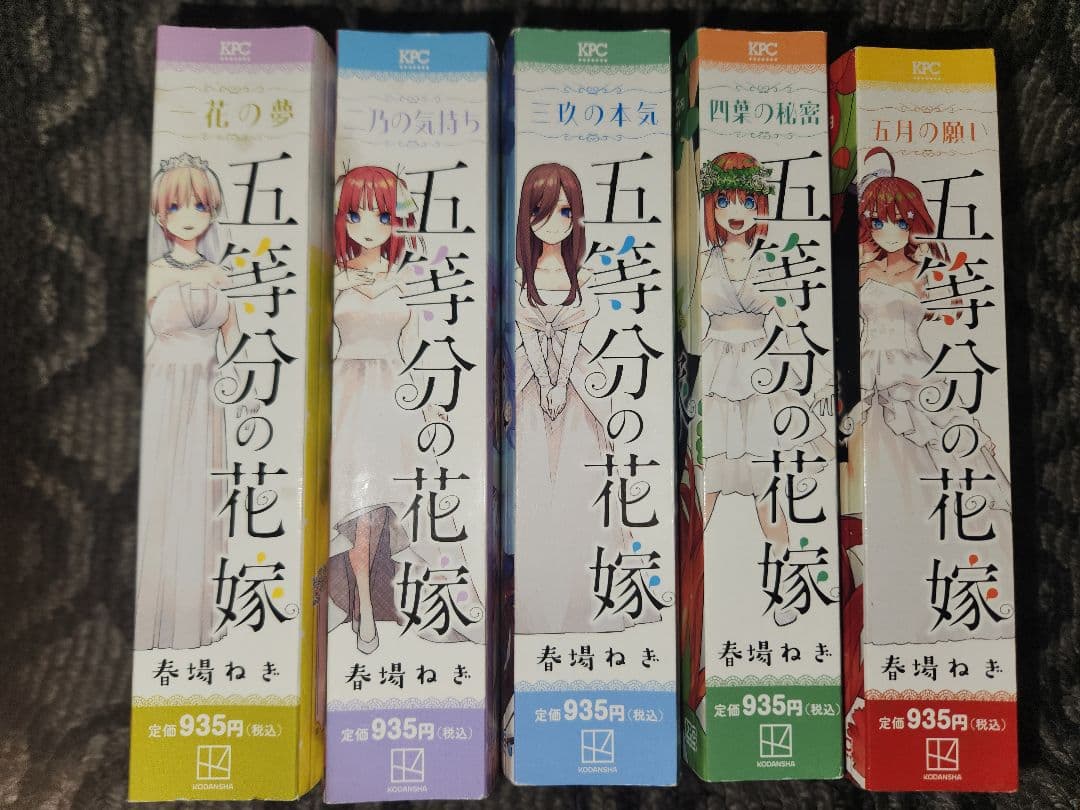 KPC
一花の夢
五等分の花嫁
春場ねぎ
定価935円(税込)
KODANSHA
KPC
二乃の気持ち
五等分の花嫁
春場ねぎ
定価935円(税込)
KODANSHA
KPC
三玖の本気
五等分の花嫁
春場ねぎ
定価935円(税込)
KODANSHA
KPC
四葉の秘密
五等分の花嫁
春場ねぎ
定価935円(税込)
KODANSHA
KPC
五月の願い
五等分の花嫁
春場ねぎ
定価935円(税込)
KODANSHA